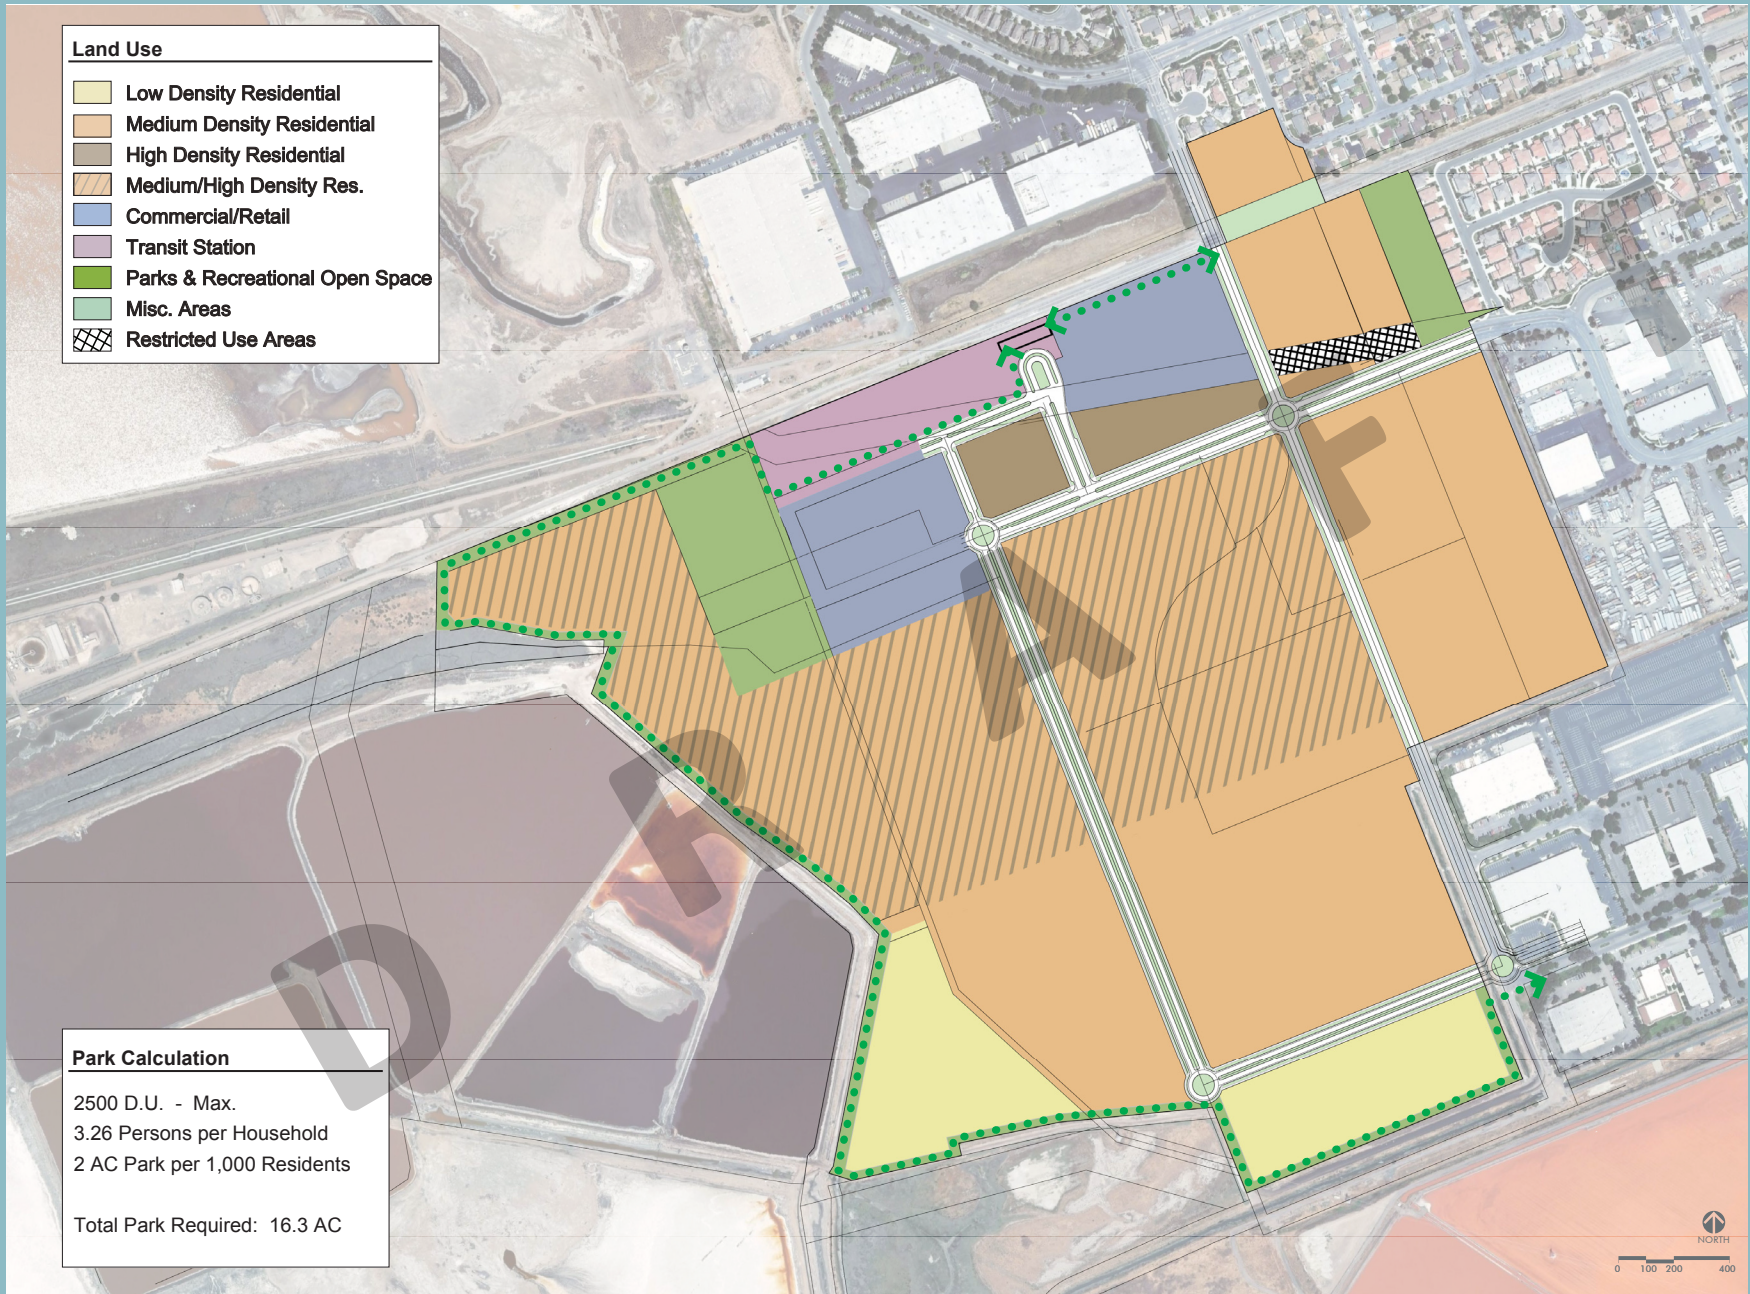 Land Use
Low Density Residential
Medium Density Residential
High Density Residential
Medium/High Density Res.
Commercial/Retail
Transit Station
Parks & Recreational Open Space
Misc. Areas
Restricted Use Areas
DRAFT
Park Calculation
2500 D.U. - Max.
3.26 Persons per Household
2 AC Park per 1,000 Residents
Total Park Required: 16.3 AC
NORTH
0 100 200 400